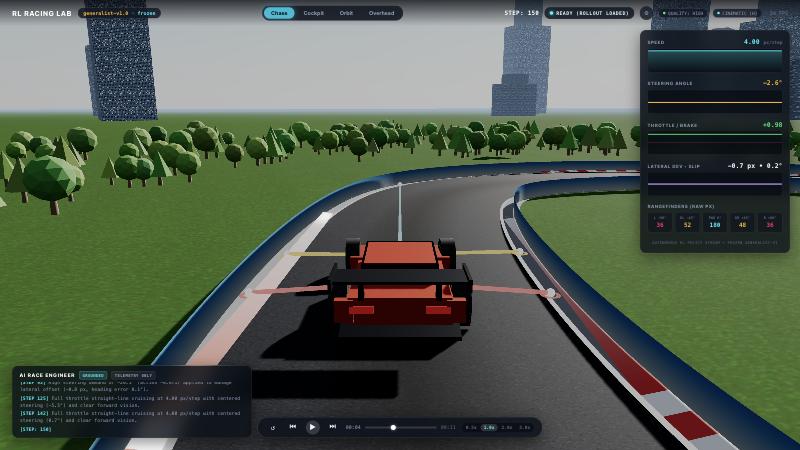 RL RACING LAB
generalist-v1.0 · frozen
Chase Cockpit Orbit Overhead
STEP: 150
READY (ROLLOUT LOADED)
QUALITY: HIGH
CINEMATIC (H)
SPEED
4.00 px/step
STEERING ANGLE
−2.6°
THROTTLE / BRAKE
+0.98
LATERAL DEV · SLIP
−0.7 px • 0.2°
RANGEFINDERS (RAW PX)
36 52 180 48 36
AI RACE ENGINEER
GROUNDED
TELEMETRY ONLY
lateral offset (−0.8 px, heading error 0.1°).
[STEP 125] Full throttle straight-line cruising at 4.00 px/step with centered
steering (−5.5°) and clear forward vision.
[STEP 142] Full throttle straight-line cruising at 4.00 px/step with centered
steering (0.7°) and clear forward vision.
[STEP: 150]
00:04
00:11
0.5x 1.0x 2.0x 3.0x